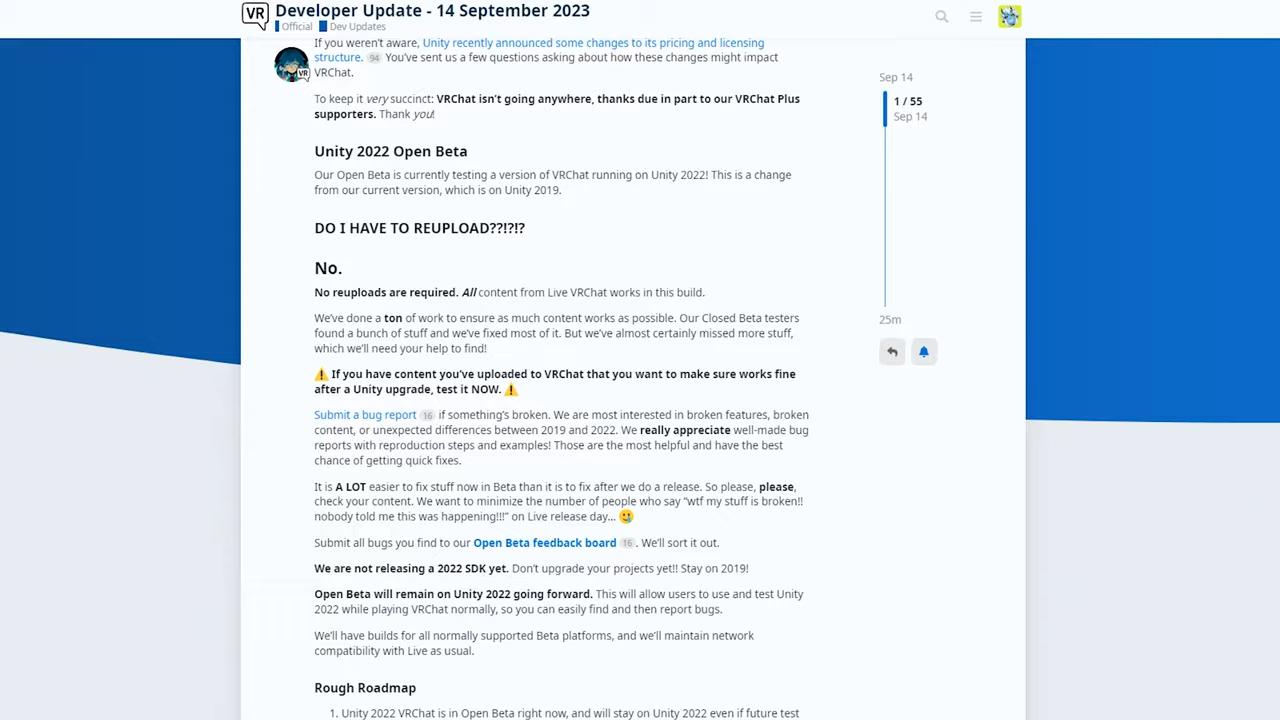 VR
Developer Update - 14 September 2023
Official Dev Updates
If you weren't aware, Unity recently announced some changes to its pricing and licensing
structure. 94 You've sent us a few questions asking about how these changes might impact
VRChat.
To keep it very succinct: VRChat isn't going anywhere, thanks due in part to our VRChat Plus
supporters. Thank you!
Unity 2022 Open Beta
Our Open Beta is currently testing a version of VRChat running on Unity 2022! This is a change
from our current version, which is on Unity 2019.
DO I HAVE TO REUPLOAD??!?!?
No.
No reuploads are required. All content from Live VRChat works in this build.
We've done a ton of work to ensure as much content works as possible. Our Closed Beta testers
found a bunch of stuff and we've fixed most of it. But we've almost certainly missed more stuff,
which we'll need your help to find!
⚠️ If you have content you've uploaded to VRChat that you want to make sure works fine
after a Unity upgrade, test it NOW. ⚠️
Submit a bug report 16 if something's broken. We are most interested in broken features, broken
content, or unexpected differences between 2019 and 2022. We really appreciate well-made bug
reports with reproduction steps and examples! Those are the most helpful and have the best
chance of getting quick fixes.
It is A LOT easier to fix stuff now in Beta than it is to fix after we do a release. So please, please,
check your content. We want to minimize the number of people who say "wtf my stuff is broken!!
nobody told me this was happening!!!" on Live release day... 🥲
Submit all bugs you find to our Open Beta feedback board 16. We'll sort it out.
We are not releasing a 2022 SDK yet. Don't upgrade your projects yet!! Stay on 2019!
Open Beta will remain on Unity 2022 going forward. This will allow users to use and test Unity
2022 while playing VRChat normally, so you can easily find and then report bugs.
We'll have builds for all normally supported Beta platforms, and we'll maintain network
compatibility with Live as usual.
Rough Roadmap
1. Unity 2022 VRChat is in Open Beta right now, and will stay on Unity 2022 even if future test
Sep 14
1 / 55
Sep 14
25m